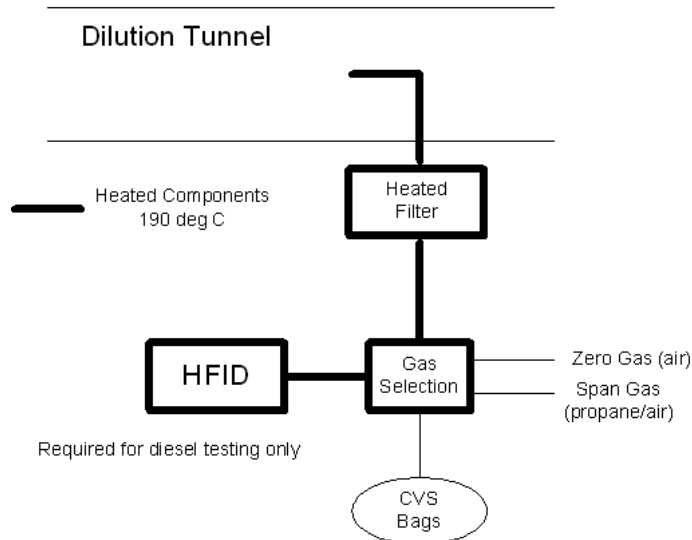 Dilution Tunnel
Heated Components
190 deg C
Heated
Filter
HFID
Gas
Selection
Zero Gas (air)
Span Gas
(propane/air)
Required for diesel testing only
CVS
Bags